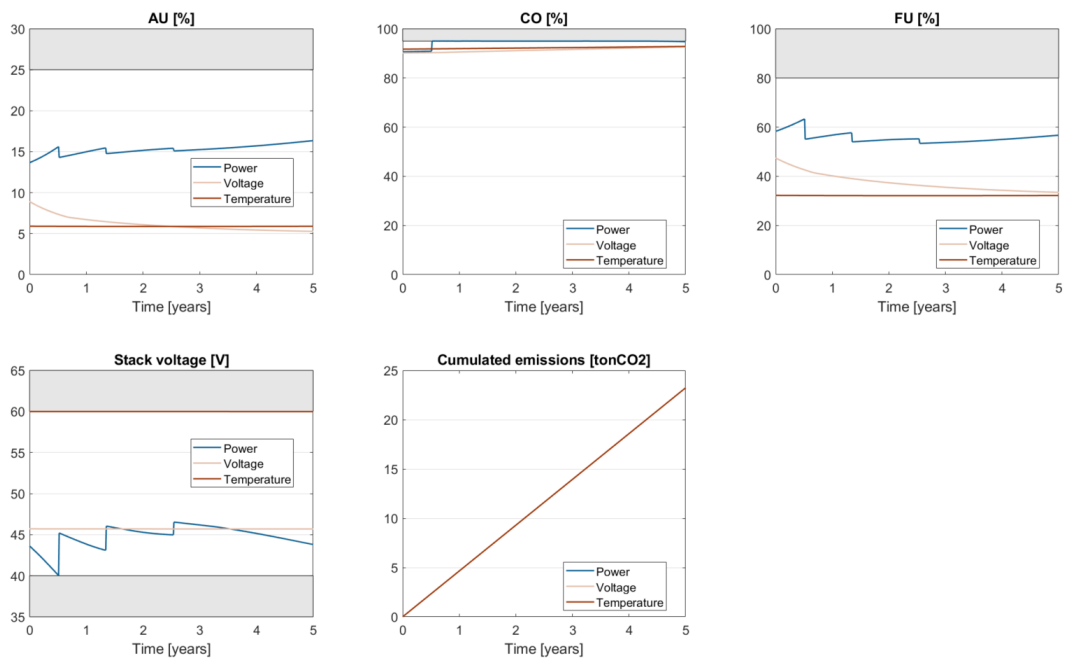 AU [%]
30
25
20
15
10
5
0
Power
Voltage
Temperature
0 1 2 3 4 5
Time [years]
CO [%]
100
80
60
40
20
0
Power
Voltage
Temperature
0 1 2 3 4 5
Time [years]
FU [%]
100
80
60
40
20
0
Power
Voltage
Temperature
0 1 2 3 4 5
Time [years]
Stack voltage [V]
65
60
55
50
45
40
35
Power
Voltage
Temperature
0 1 2 3 4 5
Time [years]
Cumulated emissions [tonCO2]
25
20
15
10
5
0
Power
Voltage
Temperature
0 1 2 3 4 5
Time [years]